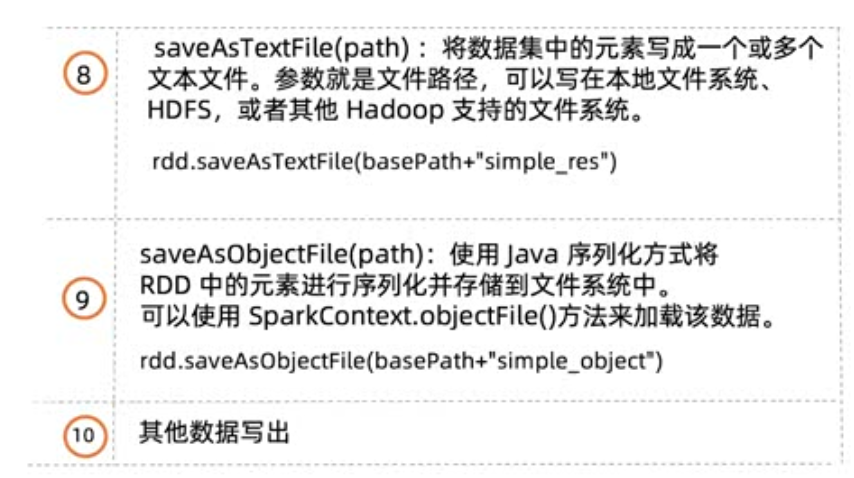 8
saveAsTextFile(path) ：将数据集中的元素写成一个或多个
文本文件。参数就是文件路径，可以写在本地文件系统、
HDFS，或者其他 Hadoop 支持的文件系统。
rdd.saveAsTextFile(basePath+"simple_res")
9
saveAsObjectFile(path)：使用 Java 序列化方式将
RDD 中的元素进行序列化并存储到文件系统中。
可以使用 SparkContext.objectFile()方法来加载该数据。
rdd.saveAsObjectFile(basePath+"simple_object")
10
其他数据写出